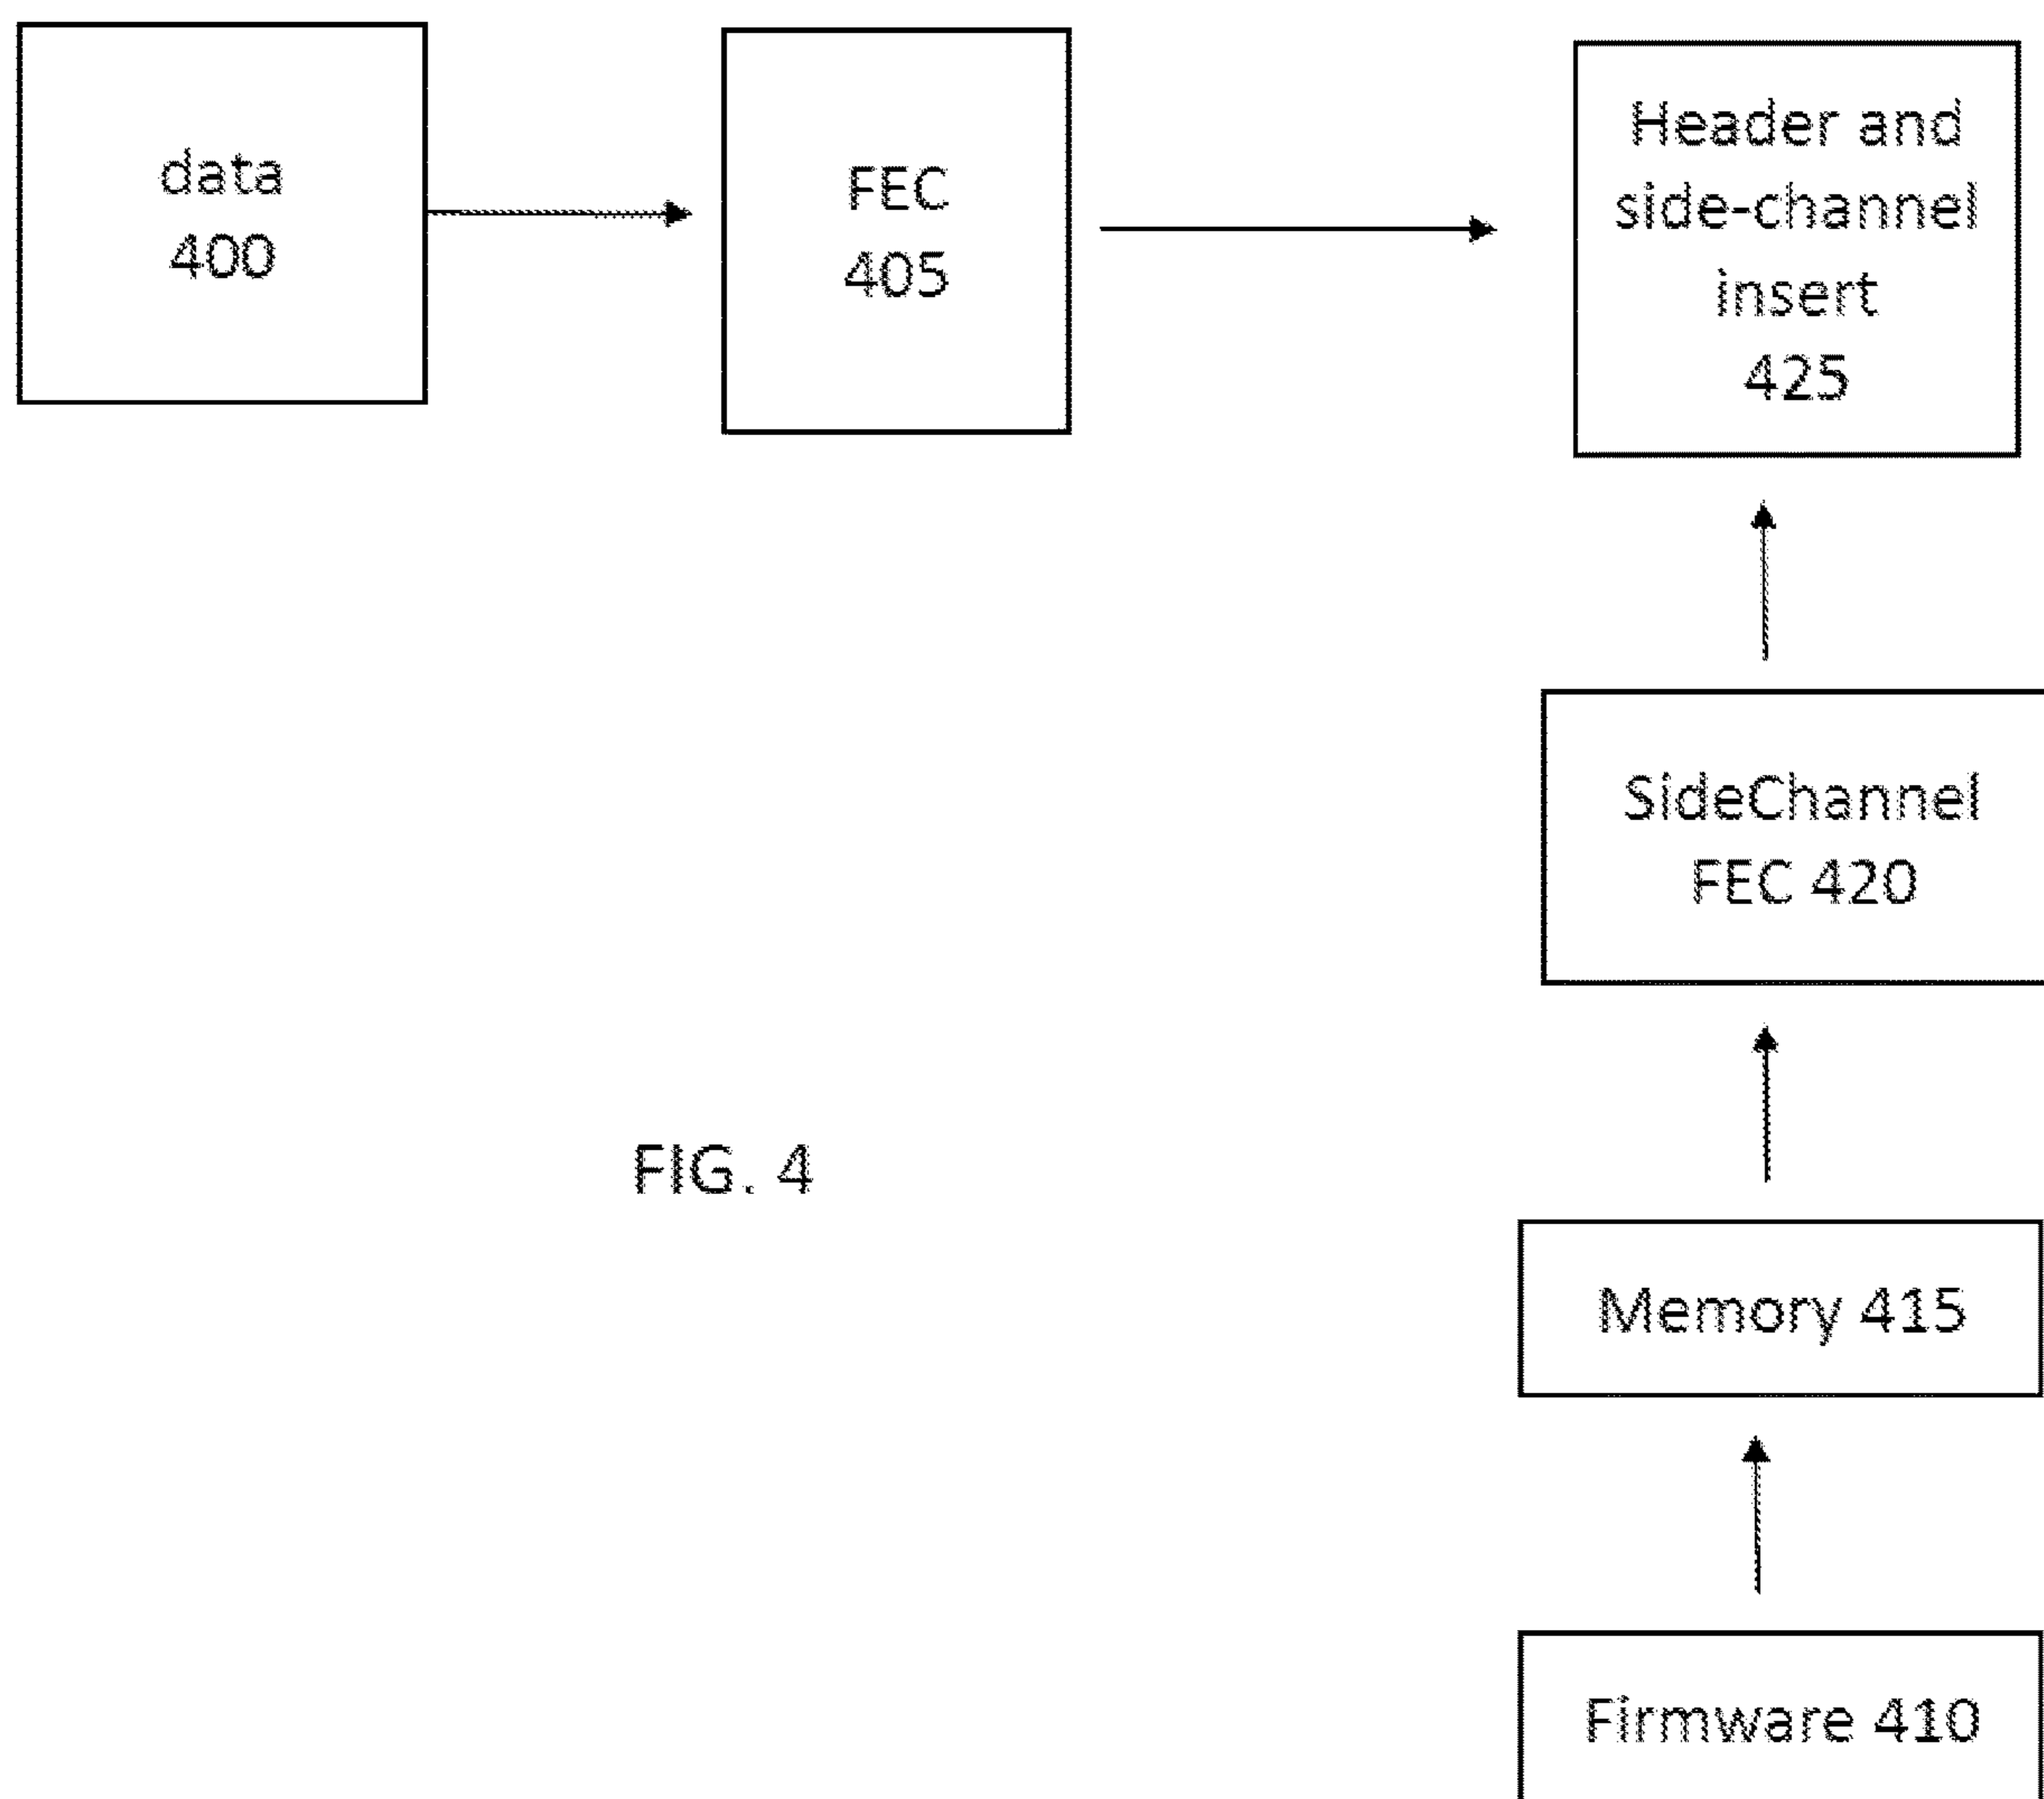 data
400
FEC
405
Header and
side-channel
insert
425
SideChannel
FEC 420
FIG. 4
Memory 415
Firmware 410